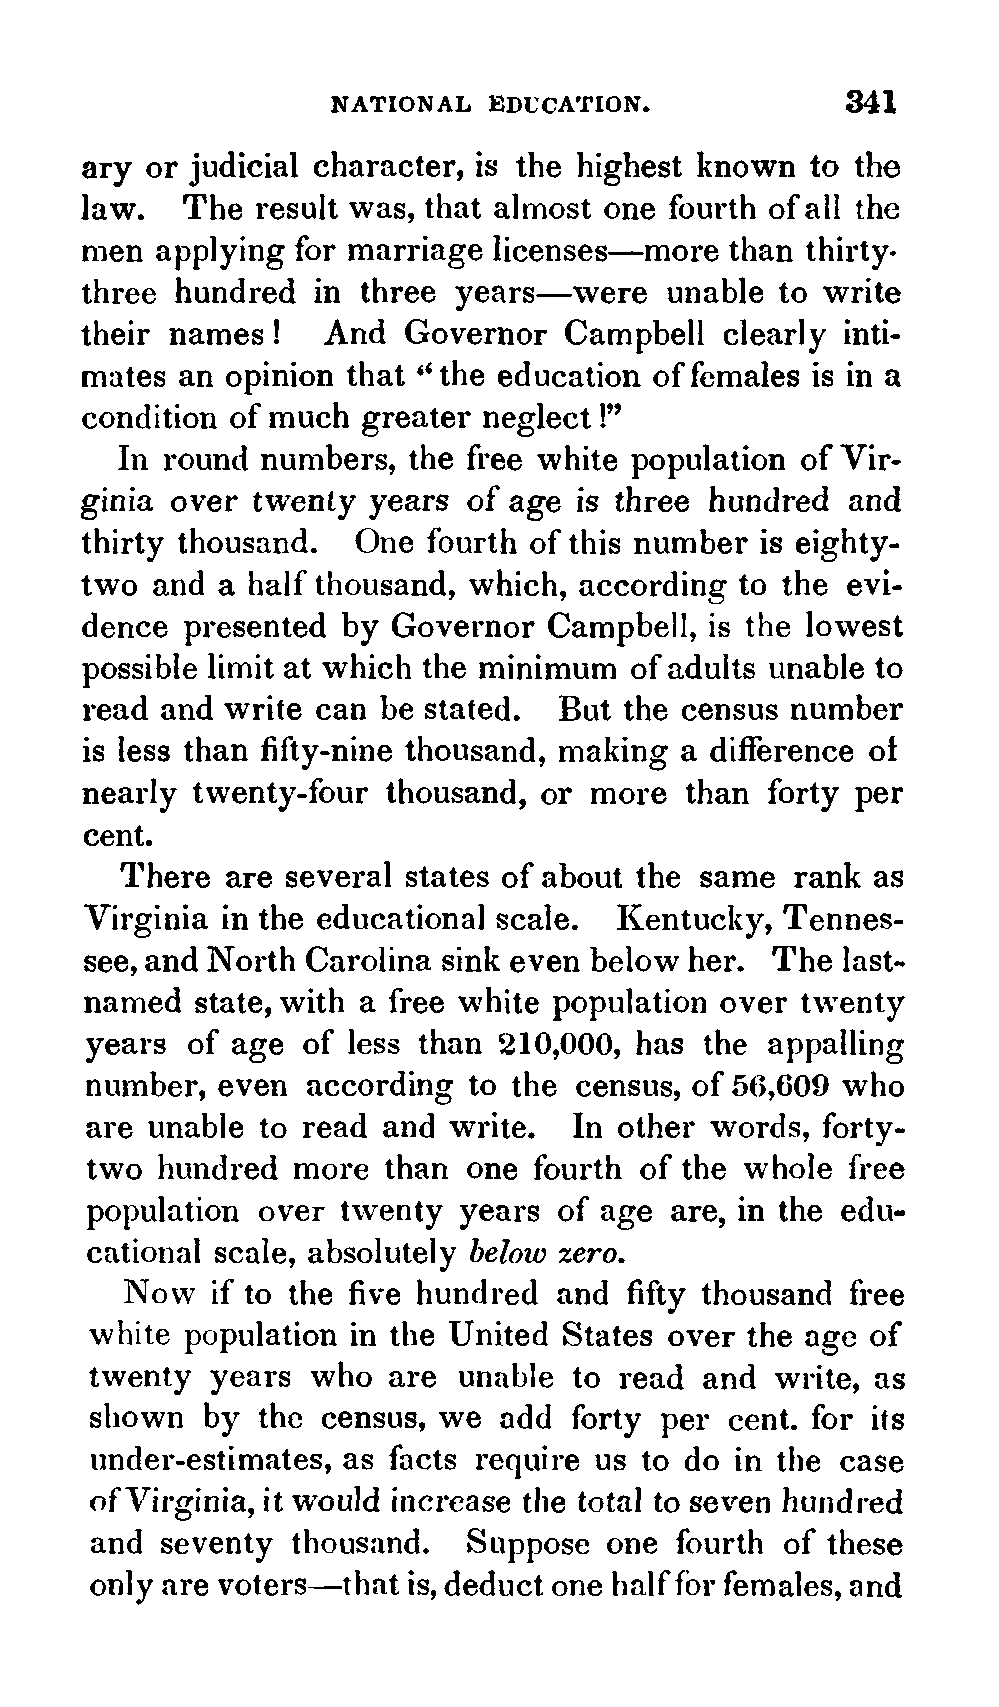 NATIONAL EDUCATION. 341
ary or judicial character, is the highest known to the
law. The result was, that almost one fourth of all the
men applying for marriage licenses—more than thirty-
three hundred in three years—were unable to write
their names! And Governor Campbell clearly inti-
mates an opinion that "the education of females is in a
condition of much greater neglect!"
In round numbers, the free white population of Vir-
ginia over twenty years of age is three hundred and
thirty thousand. One fourth of this number is eighty-
two and a half thousand, which, according to the evi-
dence presented by Governor Campbell, is the lowest
possible limit at which the minimum of adults unable to
read and write can be stated. But the census number
is less than fifty-nine thousand, making a difference of
nearly twenty-four thousand, or more than forty per
cent.
There are several states of about the same rank as
Virginia in the educational scale. Kentucky, Tennes-
see, and North Carolina sink even below her. The last-
named state, with a free white population over twenty
years of age of less than 210,000, has the appalling
number, even according to the census, of 56,609 who
are unable to read and write. In other words, forty-
two hundred more than one fourth of the whole free
population over twenty years of age are, in the edu-
cational scale, absolutely below zero.
Now if to the five hundred and fifty thousand free
white population in the United States over the age of
twenty years who are unable to read and write, as
shown by the census, we add forty per cent. for its
under-estimates, as facts require us to do in the case
of Virginia, it would increase the total to seven hundred
and seventy thousand. Suppose one fourth of these
only are voters—that is, deduct one half for females, and